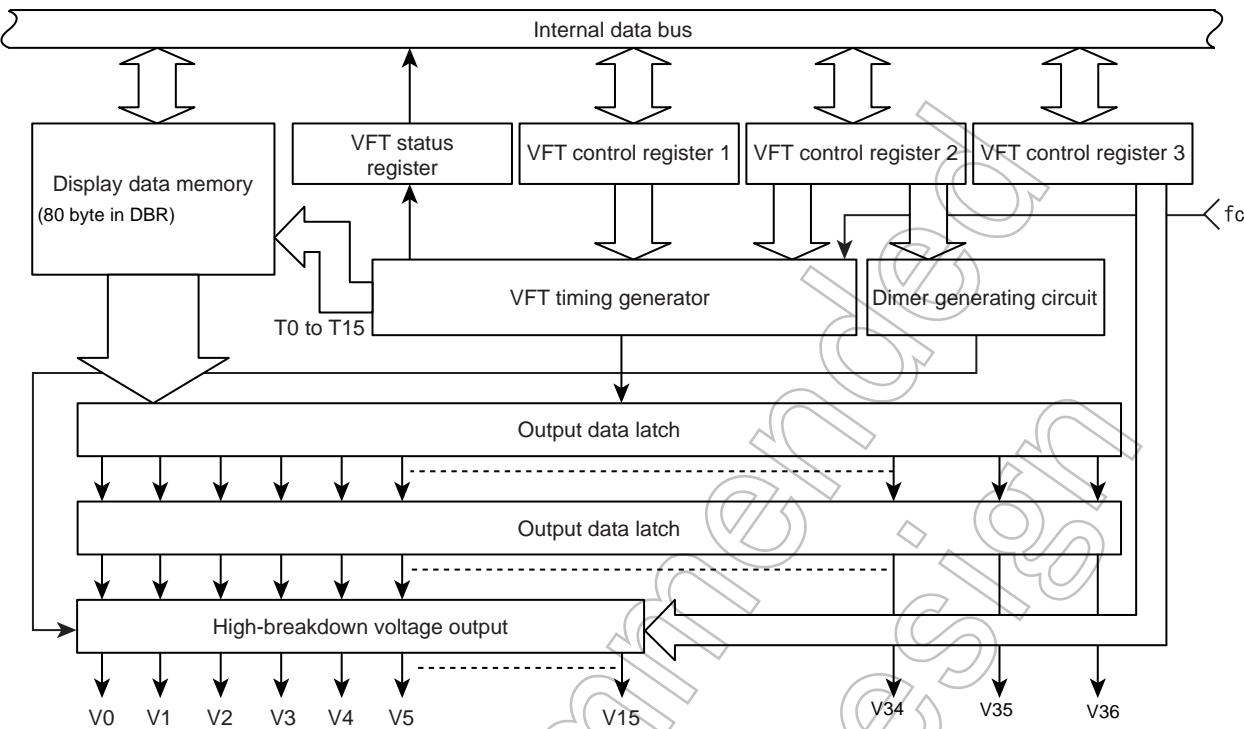 Internal data bus
VFT status
register
VFT control register 1
VFT control register 2
VFT control register 3
Display data memory
(80 byte in DBR)
fc
VFT timing generator
Dimer generating circuit
T0 to T15
Output data latch
Output data latch
High-breakdown voltage output
V0 V1 V2 V3 V4 V5 V15 V34 V35 V36